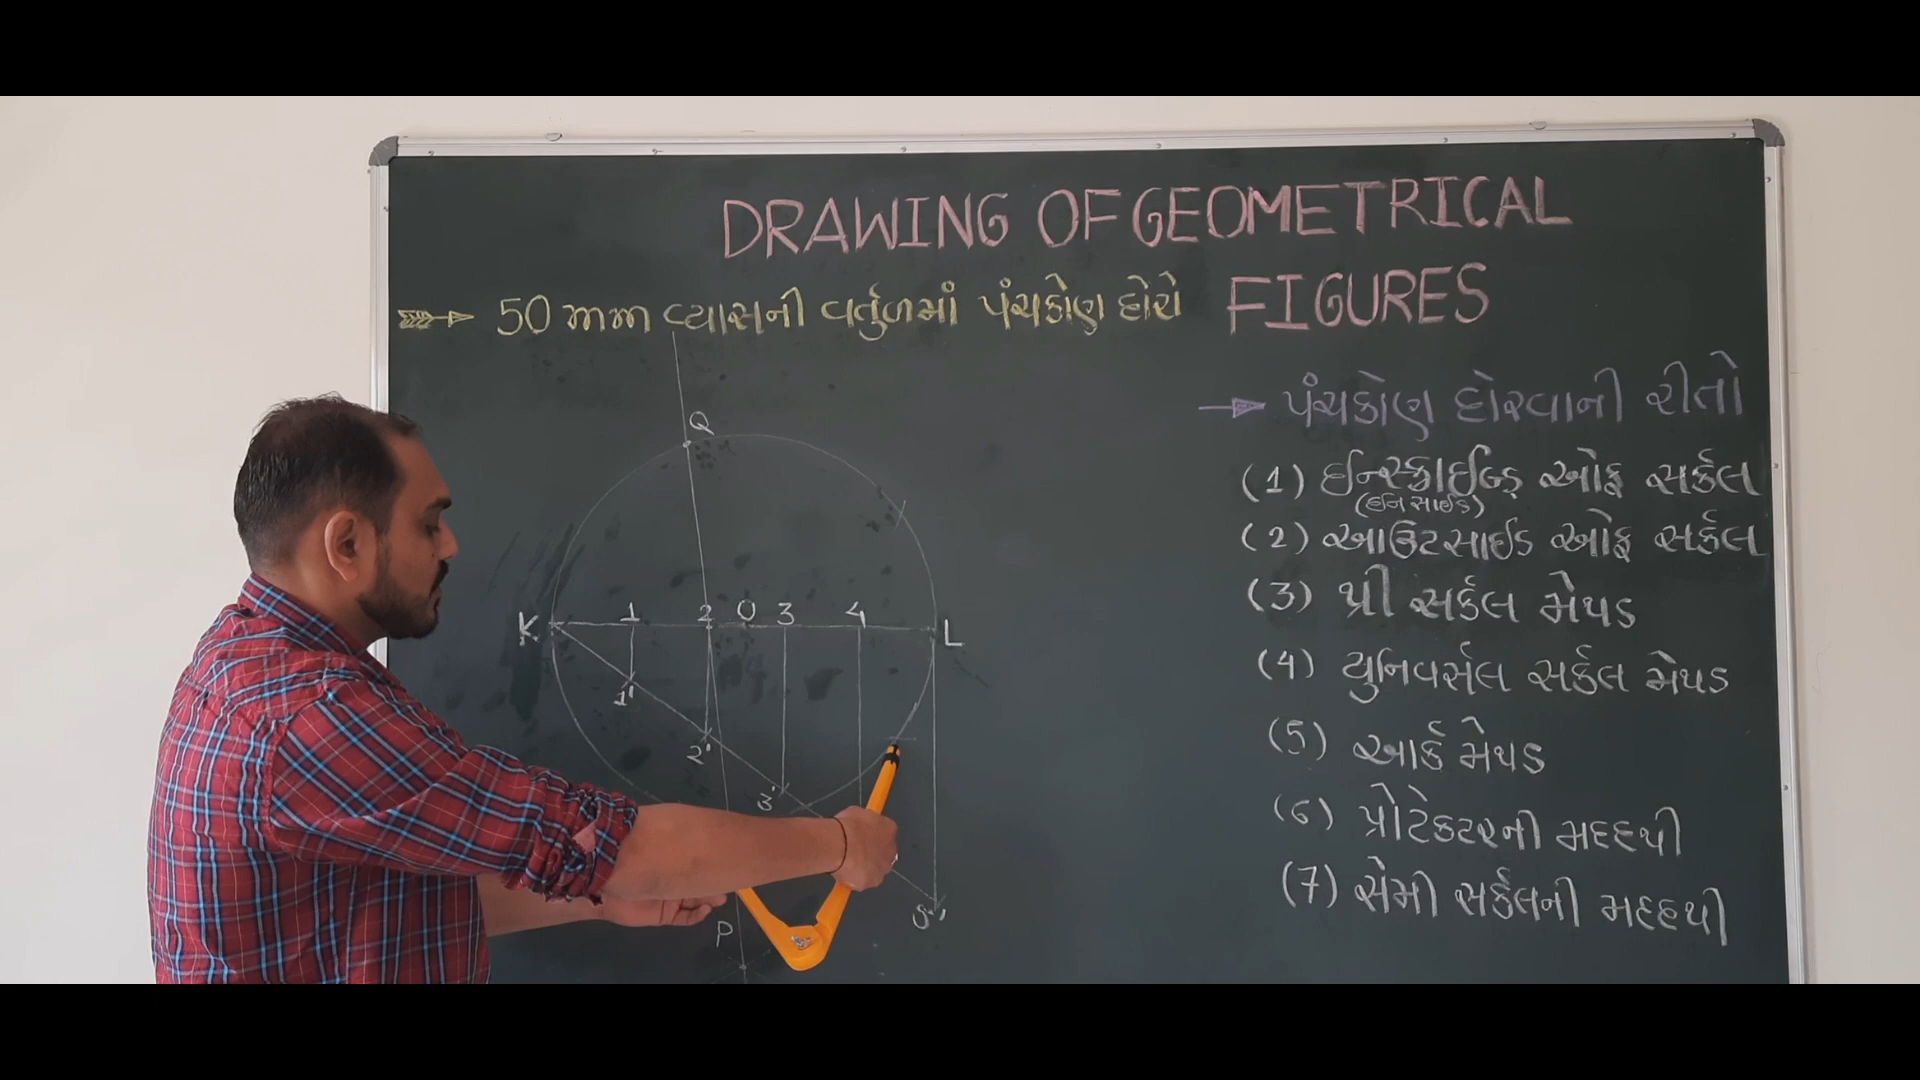 DRAWING OF GEOMETRICAL
FIGURES
50 mm વ્યાસની વર્તુળમાં પંચકોણ દોરો
પંચકોણ દોરવાની રીતો
(1) ઈન્સ્ક્રાઈબ્ડ ઓફ સર્કલ
(ઈનસાઈડ)
(2) આઉટસાઈડ ઓફ સર્કલ
(3) થ્રી સર્કલ મેથડ
(4) યુનિવર્સલ સર્કલ મેથડ
(5) આર્ક મેથડ
(6) પ્રોટેક્ટરની મદદથી
(7) સેમી સર્કલની મદદથી
Q
K 1 2 O 3 4 L
1'
2'
3'
5'
P